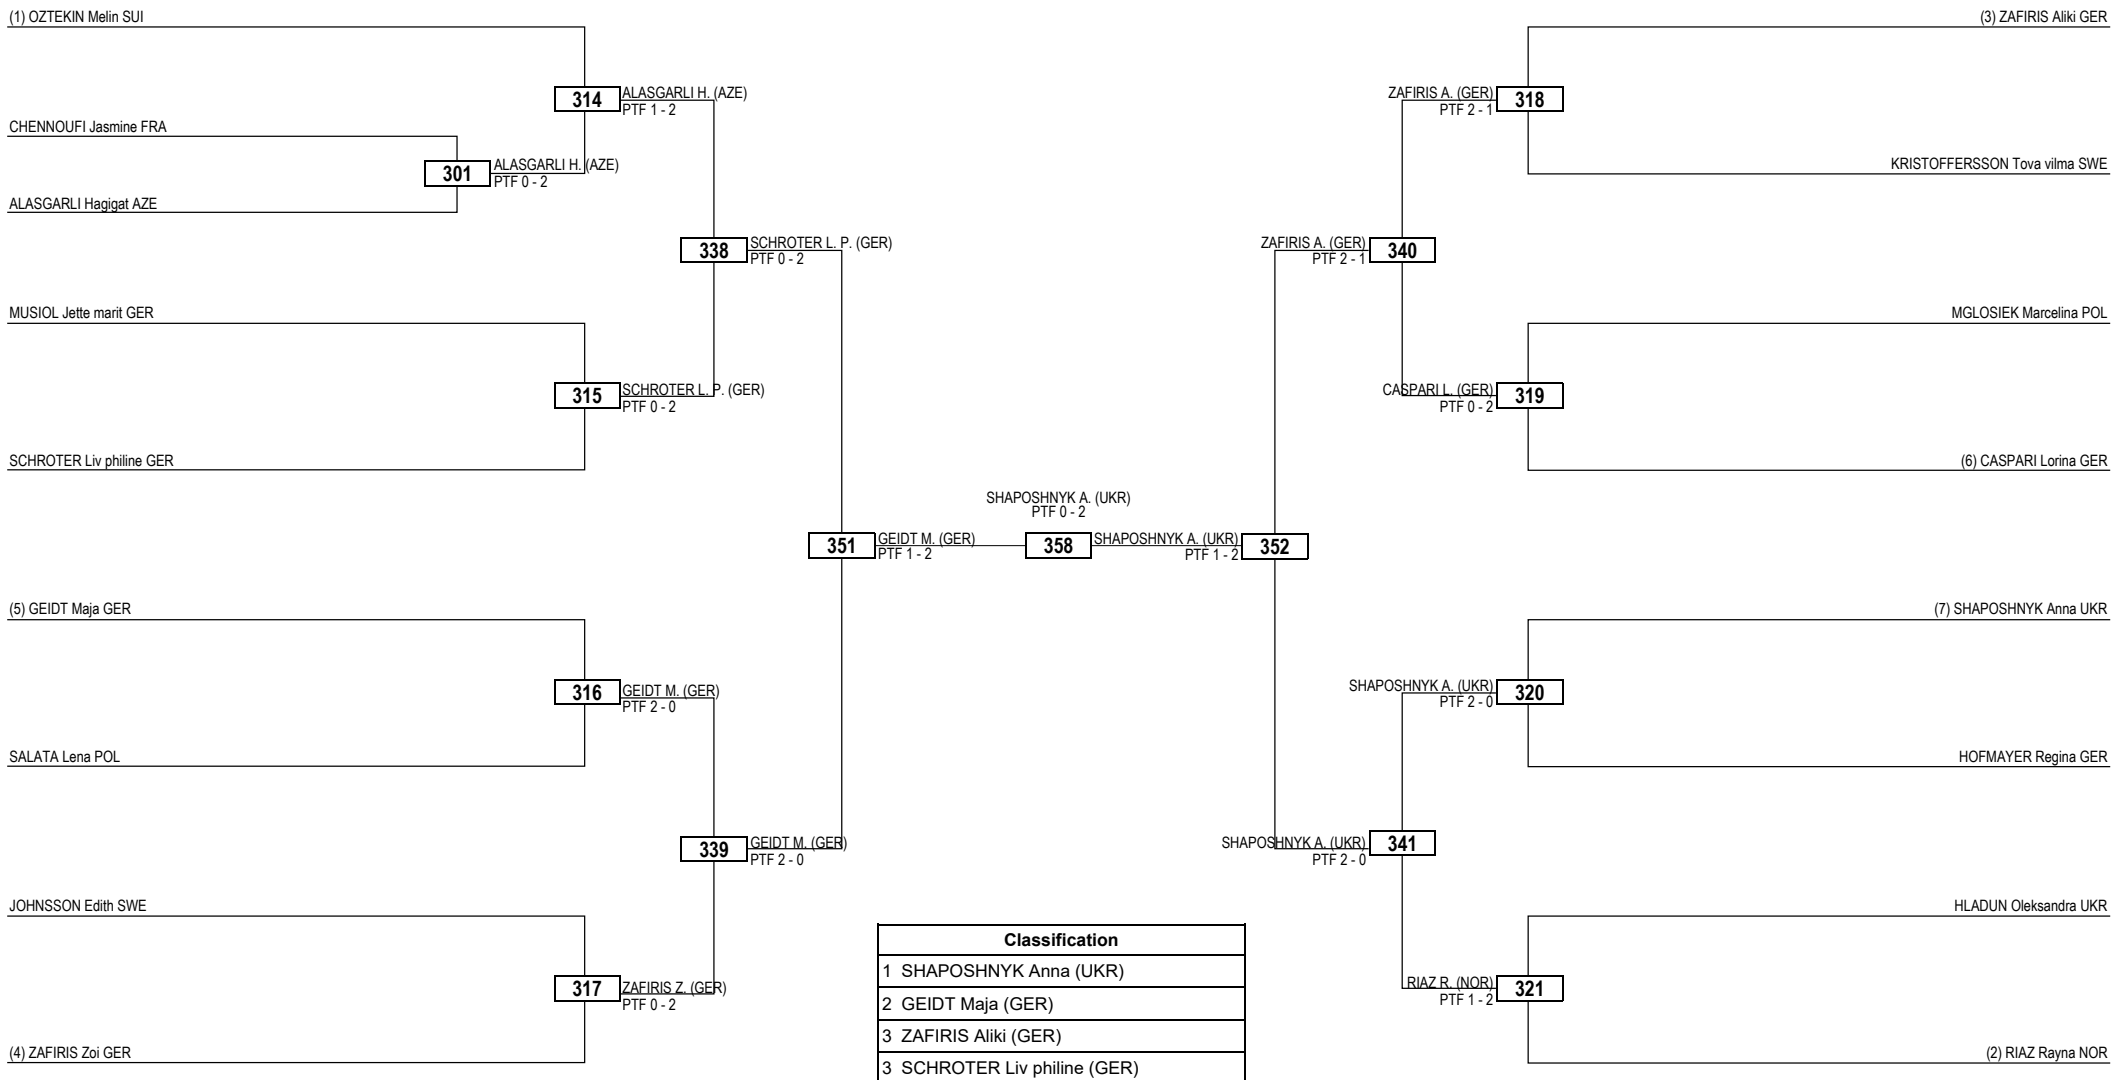 (1) OZTEKIN Melin SUI
(3) ZAFIRIS Aliki GER
314
ALASGARLI H. (AZE)
PTF 1 - 2
ZAFIRIS A. (GER)
PTF 2 - 1
318
CHENNOUFI Jasmine FRA
301
ALASGARLI H. (AZE)
PTF 0 - 2
KRISTOFFERSSON Tova vilma SWE
ALASGARLI Hagigat AZE
338
SCHROTER L. P. (GER)
PTF 0 - 2
ZAFIRIS A. (GER)
PTF 2 - 1
340
MUSIOL Jette marit GER
MGLOSIEK Marcelina POL
315
SCHROTER L. P. (GER)
PTF 0 - 2
CASPARI L. (GER)
PTF 0 - 2
319
SCHROTER Liv philine GER
(6) CASPARI Lorina GER
SHAPOSHNYK A. (UKR)
PTF 0 - 2
351
GEIDT M. (GER)
PTF 1 - 2
358
SHAPOSHNYK A. (UKR)
PTF 1 - 2
352
(5) GEIDT Maja GER
(7) SHAPOSHNYK Anna UKR
316
GEIDT M. (GER)
PTF 2 - 0
SHAPOSHNYK A. (UKR)
PTF 2 - 0
320
SALATA Lena POL
HOFMAYER Regina GER
339
GEIDT M. (GER)
PTF 2 - 0
SHAPOSHNYK A. (UKR)
PTF 2 - 0
341
JOHNSSON Edith SWE
HLADUN Oleksandra UKR
317
ZAFIRIS Z. (GER)
PTF 0 - 2
RIAZ R. (NOR)
PTF 1 - 2
321
(4) ZAFIRIS Zoi GER
(2) RIAZ Rayna NOR
Classification
1 SHAPOSHNYK Anna (UKR)
2 GEIDT Maja (GER)
3 ZAFIRIS Aliki (GER)
3 SCHROTER Liv philine (GER)